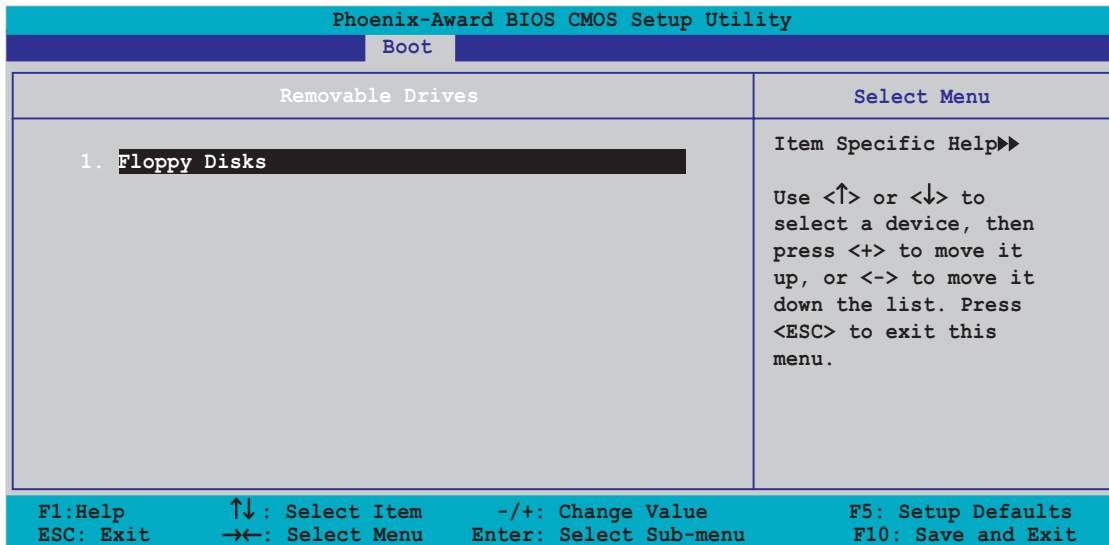 Phoenix-Award BIOS CMOS Setup Utility
Boot
Removable Drives
Select Menu
1. Floppy Disks
Item Specific Help▶▶
Use <↑> or <↓> to
select a device, then
press <+> to move it
up, or <-> to move it
down the list. Press
<ESC> to exit this
menu.
F1:Help ↑↓: Select Item -/+: Change Value F5: Setup Defaults
ESC: Exit →←: Select Menu Enter: Select Sub-menu F10: Save and Exit